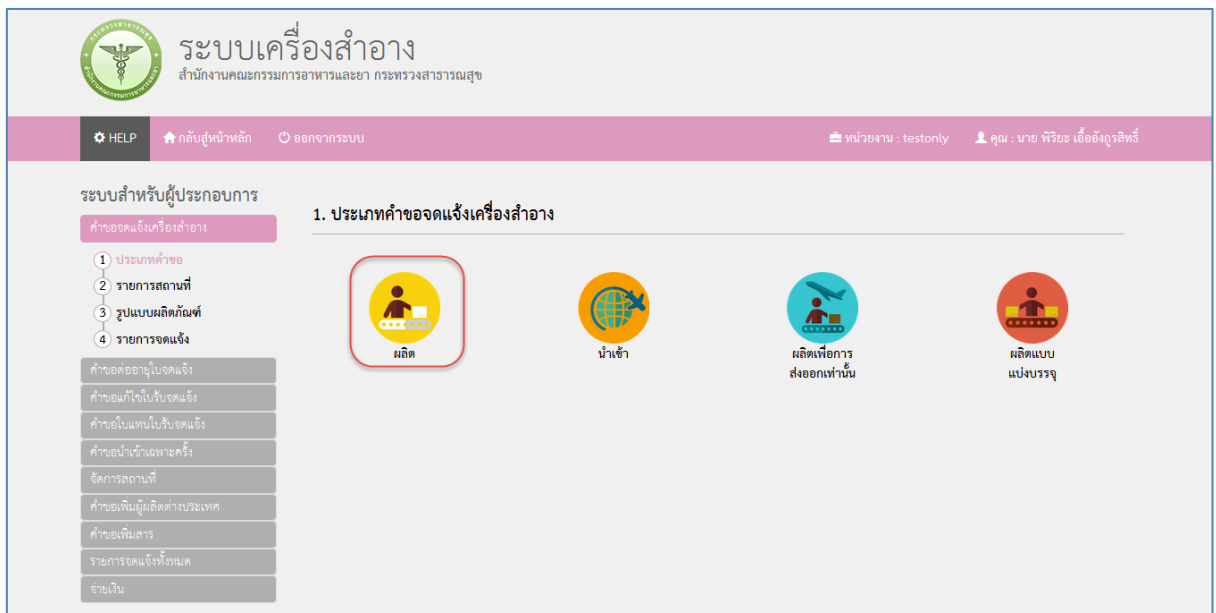 ระบบเครื่องสำอาง
สำนักงานคณะกรรมการอาหารและยา กระทรวงสาธารณสุข
HELP กลับสู่หน้าหลัก ออกจากระบบ หน่วยงาน : testonly คุณ : นาย พิริยะ เอื้ออังกูรสิทธิ์
ระบบสำหรับผู้ประกอบการ
คำขอจดแจ้งเครื่องสำอาง
1 ประเภทคำขอ
2 รายการสถานที่
3 รูปแบบผลิตภัณฑ์
4 รายการจดแจ้ง
คำขอต่ออายุใบจดแจ้ง
คำขอแก้ไขใบรับจดแจ้ง
คำขอใบแทนใบรับจดแจ้ง
คำขอนำเข้าเฉพาะครั้ง
จัดการสถานที่
คำขอเพิ่มผู้ผลิตต่างประเทศ
คำขอเพิ่มสาร
รายการจดแจ้งทั้งหมด
จ่ายเงิน
1. ประเภทคำขอจดแจ้งเครื่องสำอาง
ผลิต
นำเข้า
ผลิตเพื่อการ
ส่งออกเท่านั้น
ผลิตแบบ
แบ่งบรรจุ